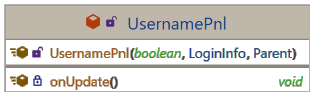 UsernamePnl
UsernamePnl(boolean, LoginInfo, Parent)
onUpdate() void